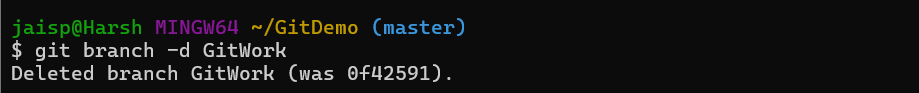 jaisp@Harsh MINGW64 ~/GitDemo (master)
$ git branch -d GitWork
Deleted branch GitWork (was 0f42591).